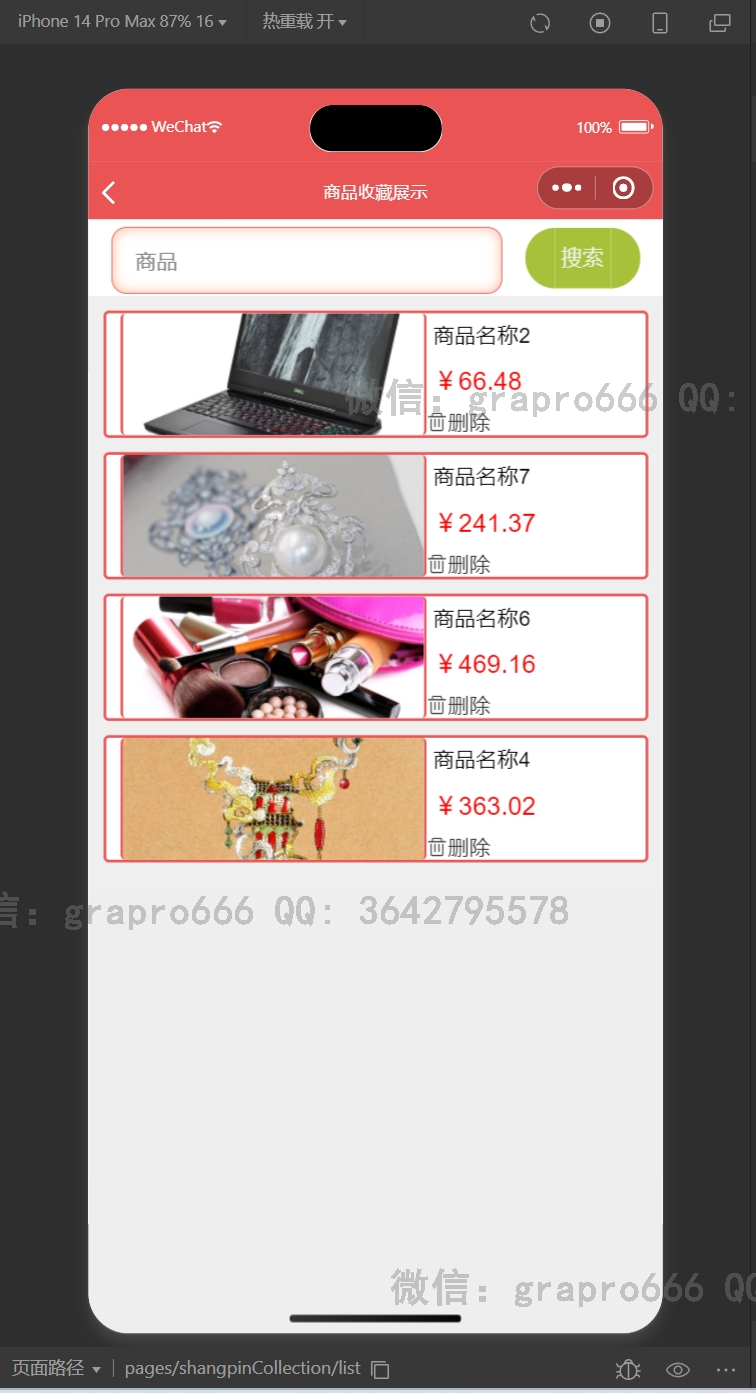 iPhone 14 Pro Max 87% 16
热重载 开
WeChat
100%
商品收藏展示
商品
搜索
商品名称2
￥66.48
删除
微信：grapro666 QQ：
商品名称7
￥241.37
删除
商品名称6
￥469.16
删除
商品名称4
￥363.02
删除
信：grapro666 QQ：3642795578
微信：grapro666 QQ
页面路径
pages/shangpinCollection/list